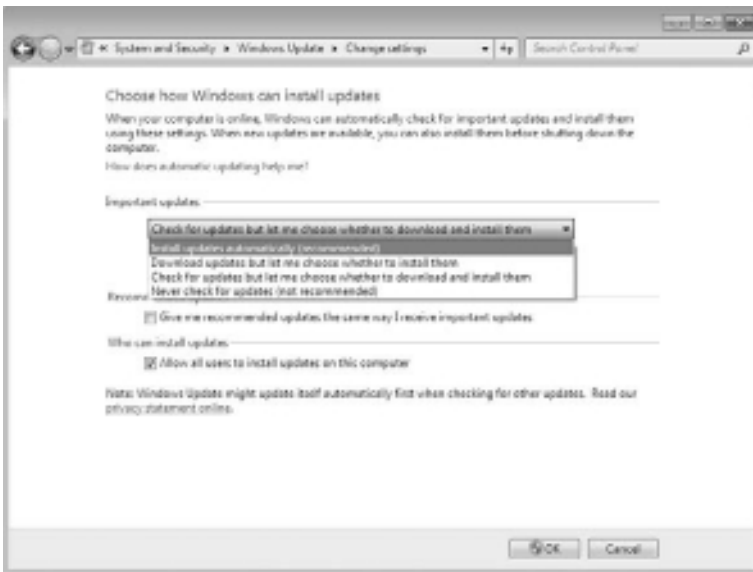 « System and Security ▸ Windows Update ▸ Change settings
Search Control Panel
Choose how Windows can install updates
When your computer is online, Windows can automatically check for important updates and install them
using these settings. When new updates are available, you can also install them before shutting down the
computer.
How does automatic updating help me?
Important updates
Check for updates but let me choose whether to download and install them
Install updates automatically (recommended)
Download updates but let me choose whether to install them
Check for updates but let me choose whether to download and install them
Never check for updates (not recommended)
Give me recommended updates the same way I receive important updates
Who can install updates
Allow all users to install updates on this computer
Note: Windows Update might update itself automatically first when checking for other updates. Read our
privacy statement online.
OK Cancel